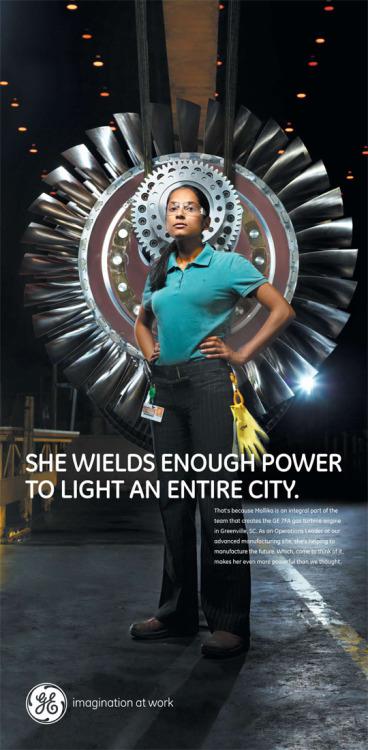 SHE WIELDS ENOUGH POWER
TO LIGHT AN ENTIRE CITY.
That's because Mallika is an integral part of the
team that creates the GE 7FA gas turbine engine
in Greenville, SC. As an Operations Leader at our
advanced manufacturing site, she's helping to
manufacture the future. Which, come to think of it,
makes her even more powerful than we thought.
GE
imagination at work